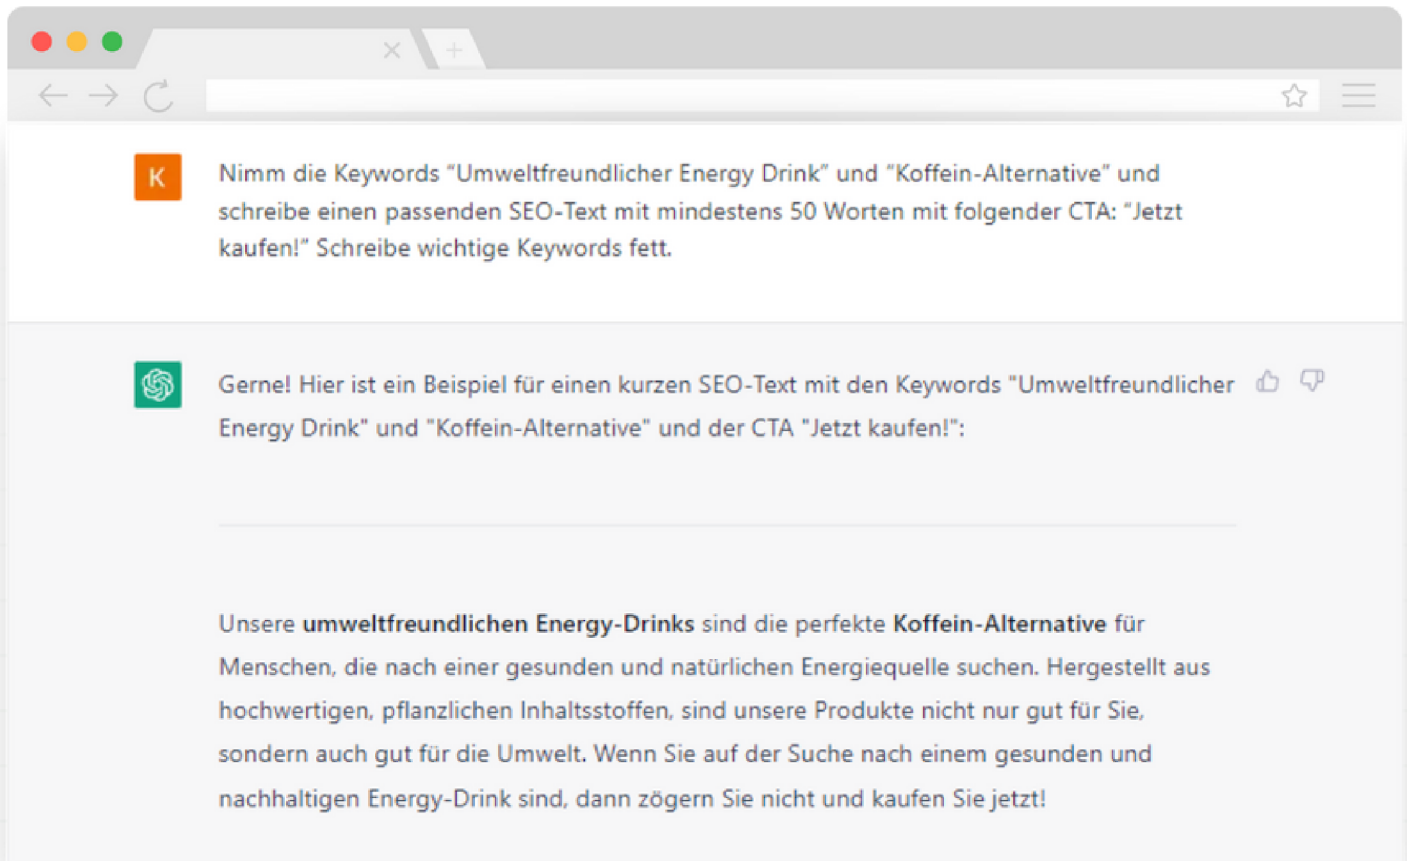 K
Nimm die Keywords “Umweltfreundlicher Energy Drink” und “Koffein-Alternative” und
schreibe einen passenden SEO-Text mit mindestens 50 Worten mit folgender CTA: “Jetzt
kaufen!” Schreibe wichtige Keywords fett.
Gerne! Hier ist ein Beispiel für einen kurzen SEO-Text mit den Keywords "Umweltfreundlicher
Energy Drink" und "Koffein-Alternative" und der CTA "Jetzt kaufen!":
Unsere umweltfreundlichen Energy-Drinks sind die perfekte Koffein-Alternative für
Menschen, die nach einer gesunden und natürlichen Energiequelle suchen. Hergestellt aus
hochwertigen, pflanzlichen Inhaltsstoffen, sind unsere Produkte nicht nur gut für Sie,
sondern auch gut für die Umwelt. Wenn Sie auf der Suche nach einem gesunden und
nachhaltigen Energy-Drink sind, dann zögern Sie nicht und kaufen Sie jetzt!